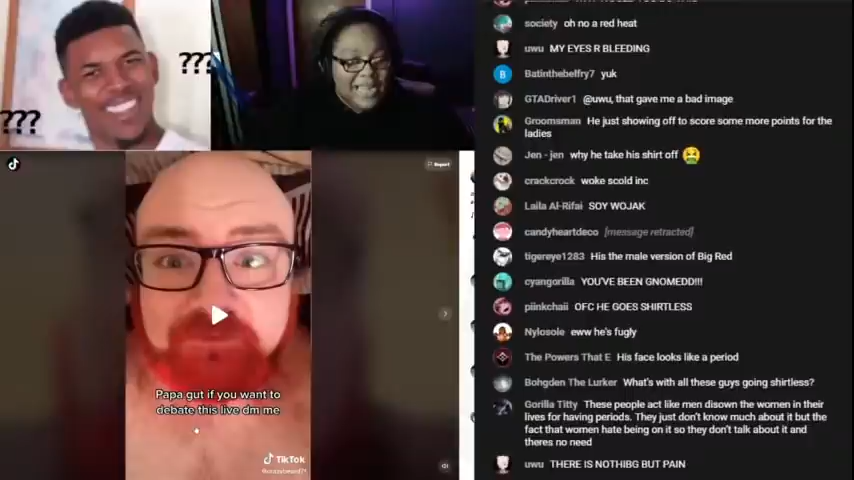 ???
???
Report
Papa gut if you want to
debate this live dm me
TikTok
society oh no a red heat
uwu MY EYES R BLEEDING
B
Batinthebelfry7 yuk
GTADriver1 @uwu, that gave me a bad image
Groomsman He just showing off to score some more points for the
ladies
Jen - jen why he take his shirt off 🤮
crackcrock woke scold inc
Laila Al-Rifai SOY WOJAK
candyheartdeco [message retracted]
tigereye1283 His the male version of Big Red
cyangorilla YOU'VE BEEN GNOMEDD!!!
piinkchaii OFC HE GOES SHIRTLESS
Nylosole eww he's fugly
The Powers That E His face looks like a period
Bohgden The Lurker What's with all these guys going shirtless?
Gorilla Titty These people act like men disown the women in their
lives for having periods. They just don't know much about it but the
fact that women hate being on it so they don't talk about it and
theres no need
uwu THERE IS NOTHIBG BUT PAIN